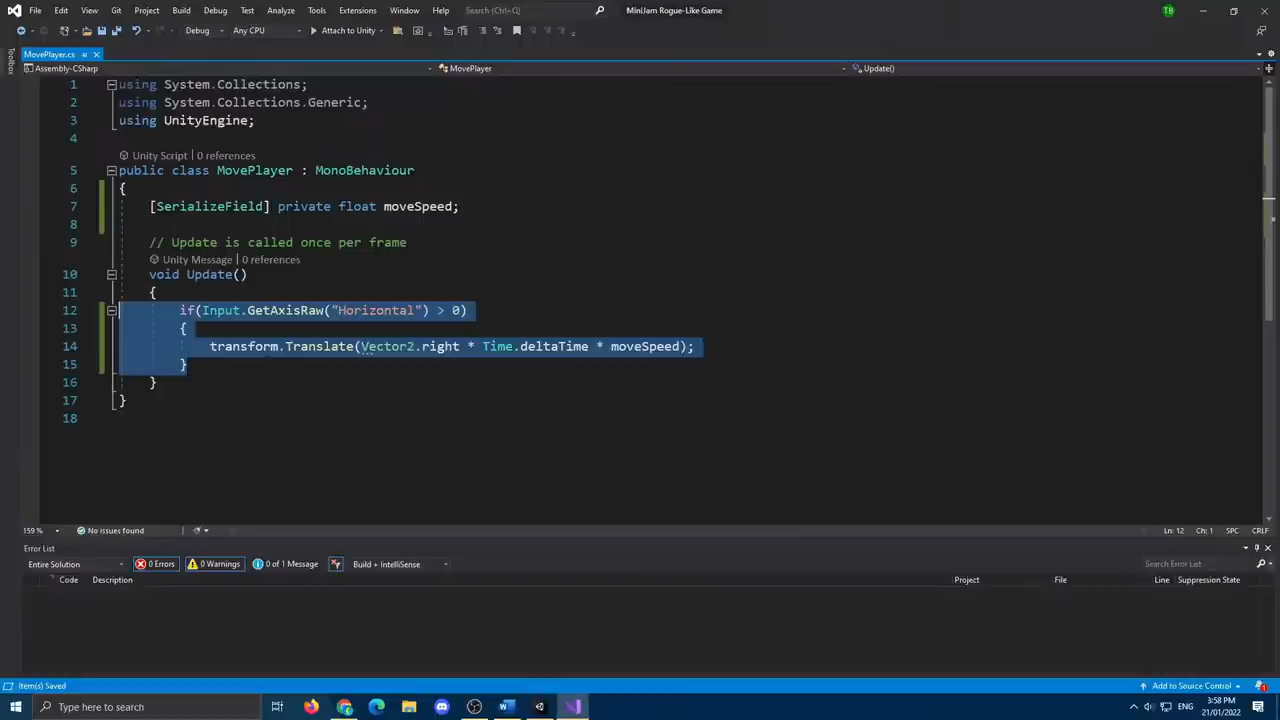 File Edit View Git Project Build Debug Test Analyze Tools Extensions Window Help Search (Ctrl+Q) MiniJam Rogue-Like Game TB
Debug Any CPU Attach to Unity
Toolbox
MovePlayer.cs
Assembly-CSharp MovePlayer Update()
1 using System.Collections;
2 using System.Collections.Generic;
3 using UnityEngine;
4
Unity Script | 0 references
5 public class MovePlayer : MonoBehaviour
6 {
7 [SerializeField] private float moveSpeed;
8
9 // Update is called once per frame
Unity Message | 0 references
10 void Update()
11 {
12 if(Input.GetAxisRaw("Horizontal") > 0)
13 {
14 transform.Translate(Vector2.right * Time.deltaTime * moveSpeed);
15 }
16 }
17 }
18
159 % No issues found Ln: 12 Ch: 1 SPC CRLF
Error List
Entire Solution 0 Errors 0 Warnings 0 of 1 Message Build + IntelliSense Search Error List
Code Description Project File Line Suppression State
Item(s) Saved Add to Source Control 1
Type here to search ENG 3:58 PM
21/01/2022